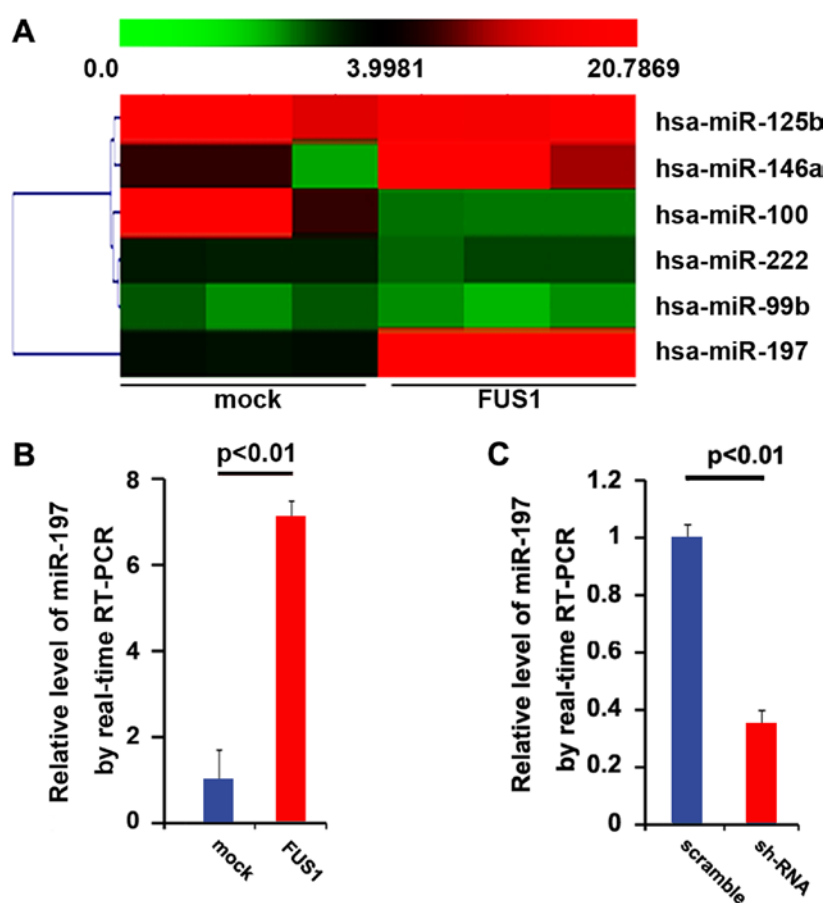 A
0.0 3.9981 20.7869
hsa-miR-125b
hsa-miR-146a
hsa-miR-100
hsa-miR-222
hsa-miR-99b
hsa-miR-197
mock FUS1
B
p<0.01
Relative level of miR-197
by real-time RT-PCR
8
6
4
2
0
mock
FUS1
C
p<0.01
Relative level of miR-197
by real-time RT-PCR
1.2
1
0.8
0.6
0.4
0.2
0
scramble
sh-RNA